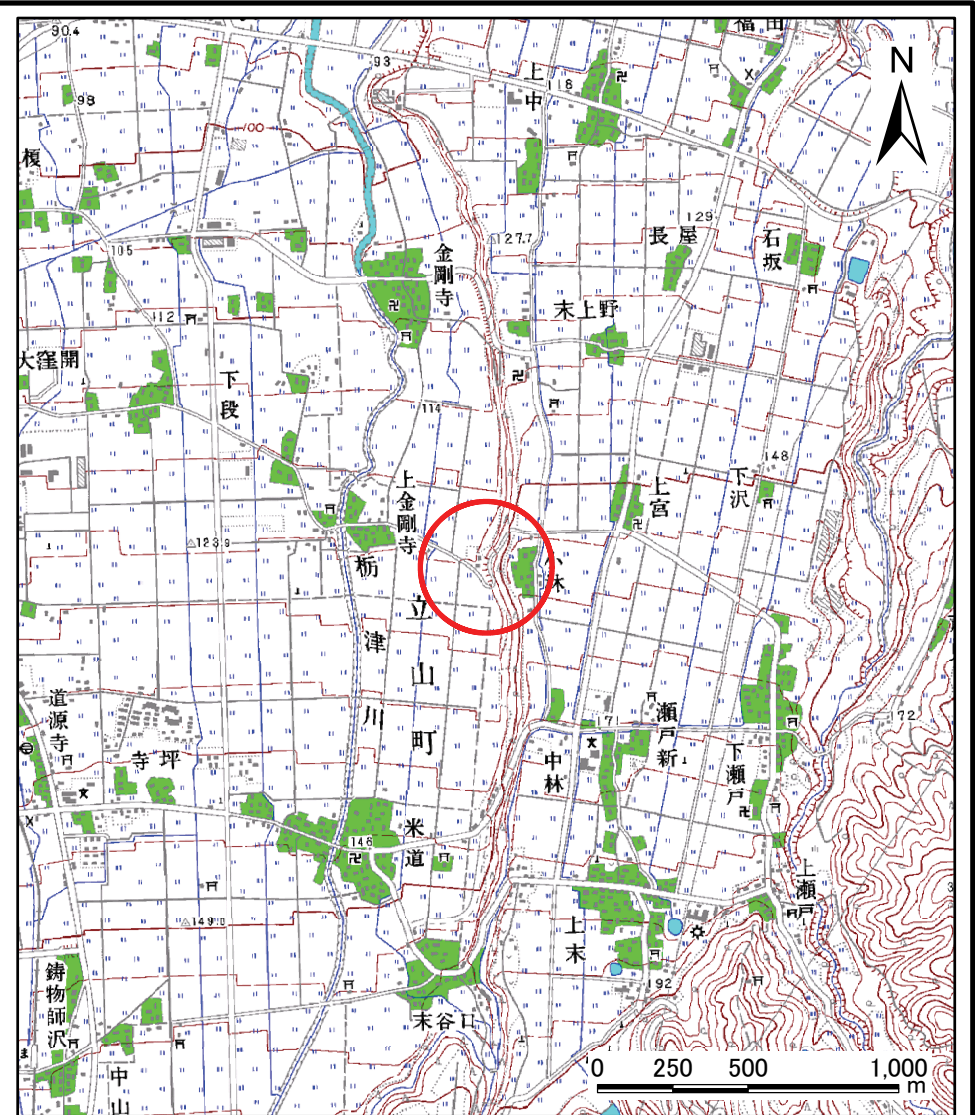 90.4
福田
N
93
上中
118
98
100
榎
129
長屋
石坂
127.7
105
金剛寺
末上野
112
大窪開
下段
114
148
下沢
上宮
上金剛寺
123.9
小林
栃津川
立山町
道源寺
瀬戸新
171
172
寺坪
中林
下瀬戸
米道
146
上瀬戸
149.0
上末
鋳物師沢
192
末谷口
中山
0 250 500 1,000 m